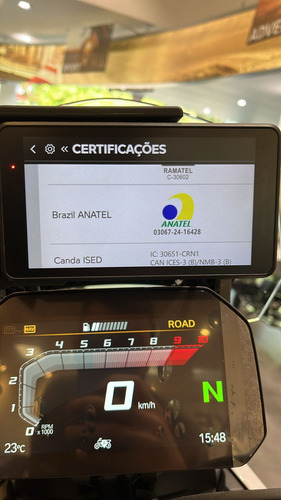 < « CERTIFICAÇÕES
RAMATEL
C-30602
Brazil ANATEL
ANATEL
03067-24-16428
Canda ISED
IC: 30651-CRN1
CAN ICES-3 (B)/NMB-3 (B)
ROAD
3 4 5 6 7 8 9 10
2
1
0
RPM
x1000
0 km/h
N
23°C
15:48